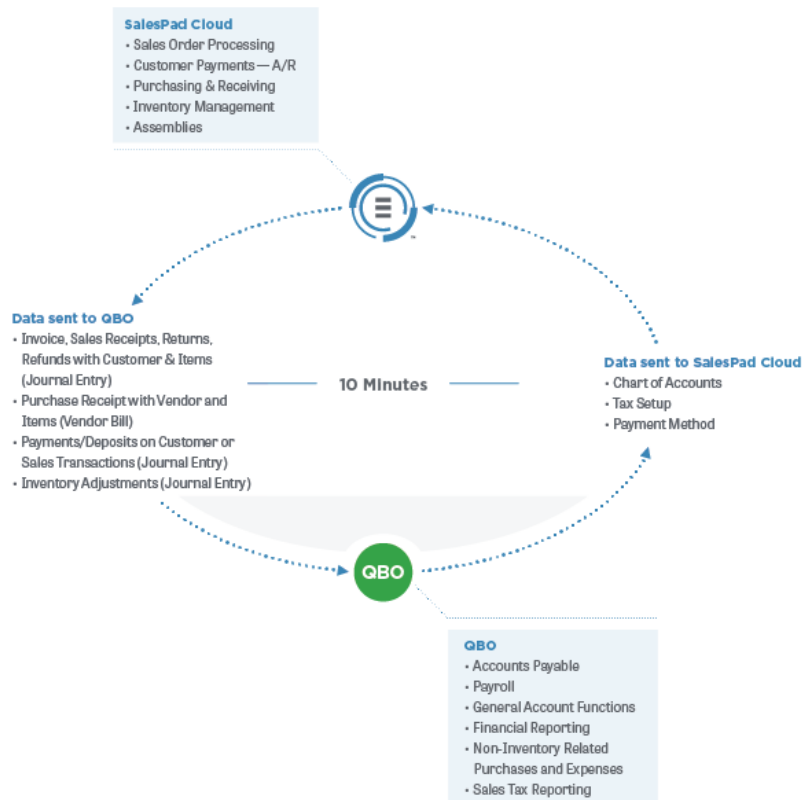 SalesPad Cloud
• Sales Order Processing
• Customer Payments — A/R
• Purchasing & Receiving
• Inventory Management
• Assemblies
Data sent to QBO
• Invoice, Sales Receipts, Returns,
Refunds with Customer & Items
(Journal Entry)
• Purchase Receipt with Vendor and
Items (Vendor Bill)
• Payments/Deposits on Customer or
Sales Transactions (Journal Entry)
• Inventory Adjustments (Journal Entry)
10 Minutes
Data sent to SalesPad Cloud
• Chart of Accounts
• Tax Setup
• Payment Method
QBO
QBO
• Accounts Payable
• Payroll
• General Account Functions
• Financial Reporting
• Non-Inventory Related
Purchases and Expenses
• Sales Tax Reporting